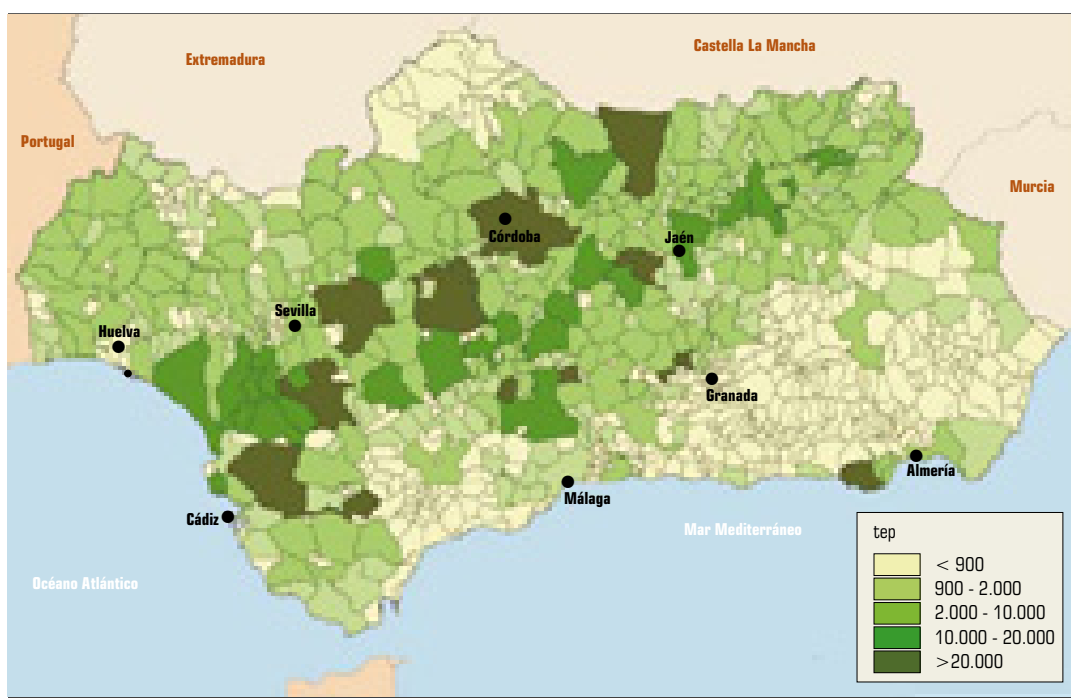 Extremadura
Castella La Mancha
Portugal
Murcia
Córdoba
Jaén
Sevilla
Huelva
Granada
Almería
Málaga
Cádiz
Mar Mediterráneo
Océano Atlántico
tep
< 900
900 - 2.000
2.000 - 10.000
10.000 - 20.000
>20.000